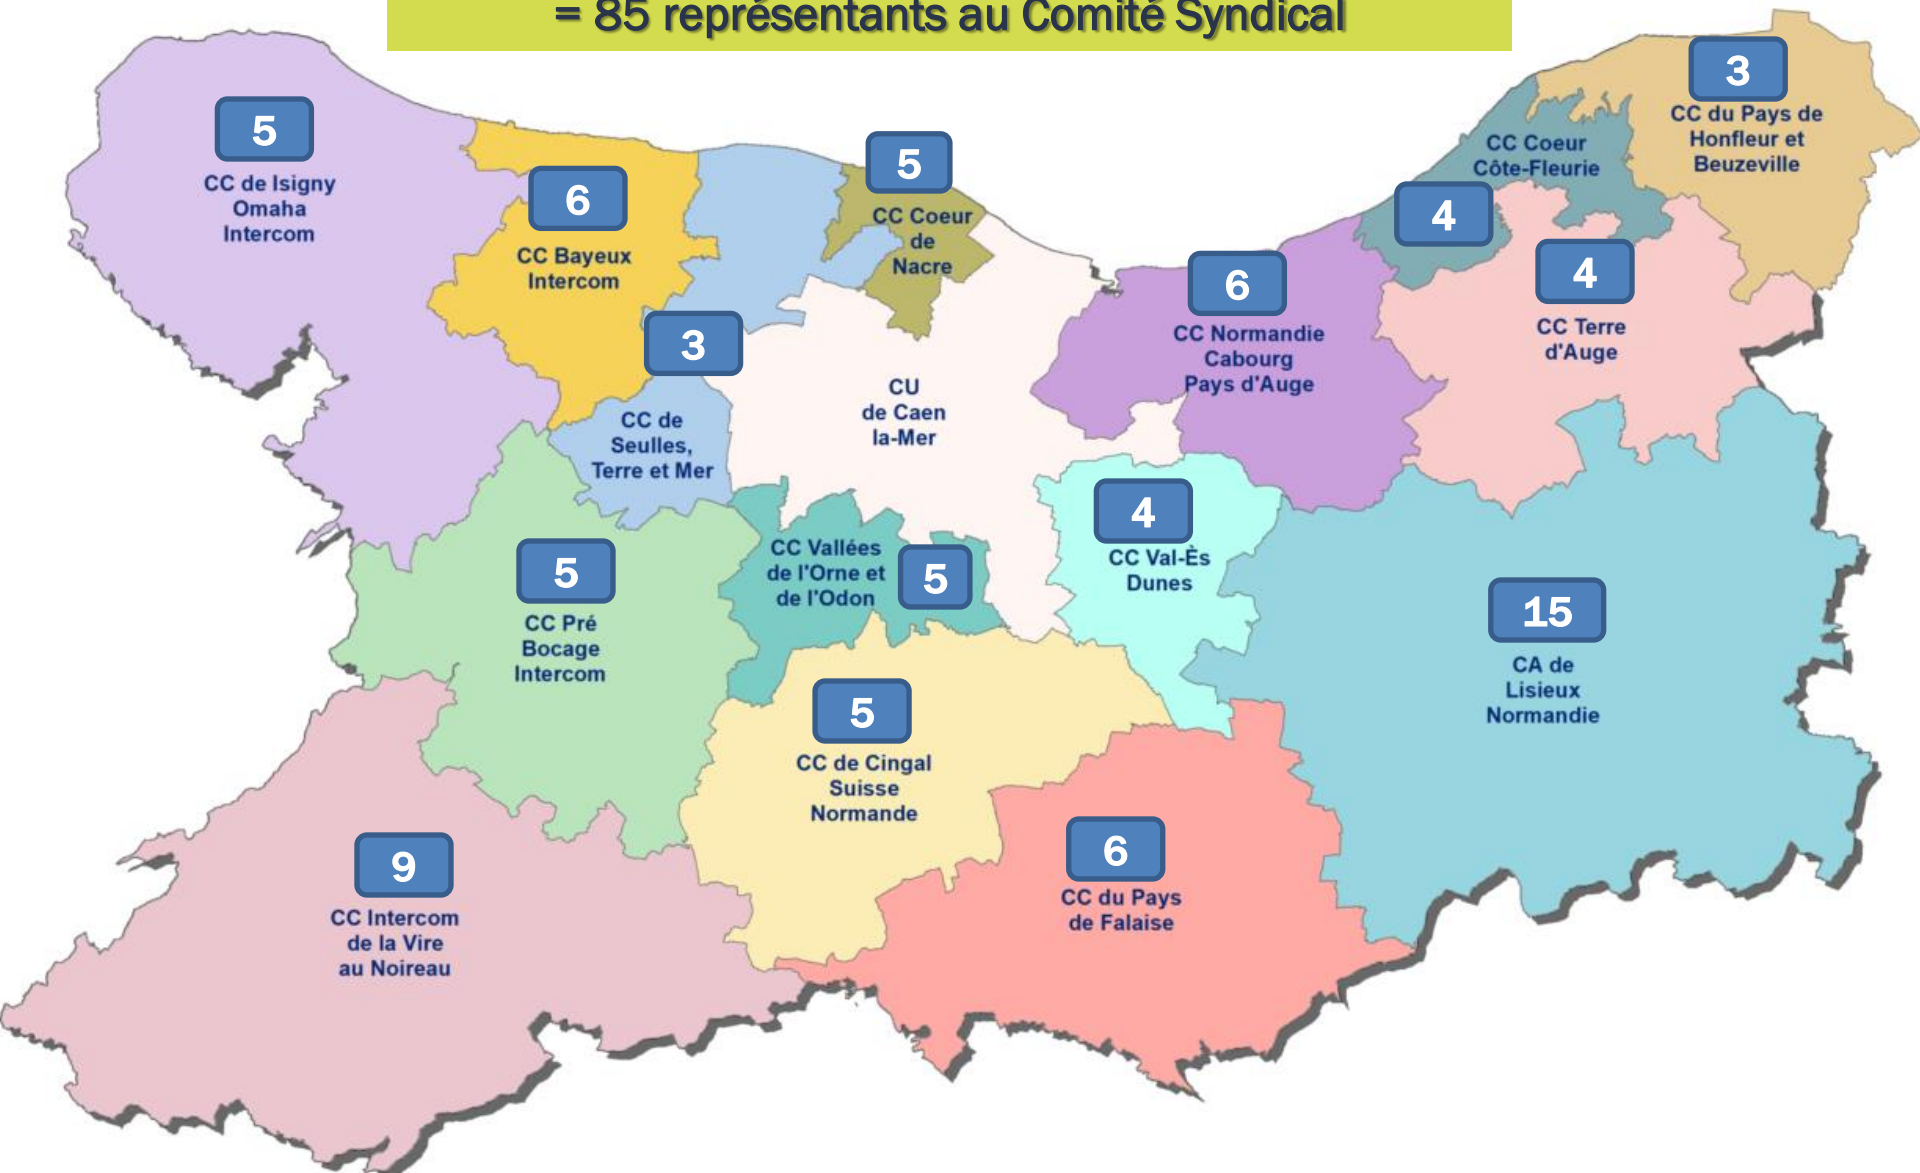 = 85 représentants au Comité Syndical
5
CC de Isigny
Omaha
Intercom
6
CC Bayeux
Intercom
5
CC Coeur
de
Nacre
3
CC de
Seulles,
Terre et Mer
CU
de Caen
la-Mer
6
CC Normandie
Cabourg
Pays d'Auge
CC Coeur
Côte-Fleurie
4
3
CC du Pays de
Honfleur et
Beuzeville
4
CC Terre
d'Auge
5
CC Pré
Bocage
Intercom
CC Vallées
de l'Orne et
de l'Odon
5
4
CC Val-Ès
Dunes
15
CA de
Lisieux
Normandie
5
CC de Cingal
Suisse
Normande
9
CC Intercom
de la Vire
au Noireau
6
CC du Pays
de Falaise